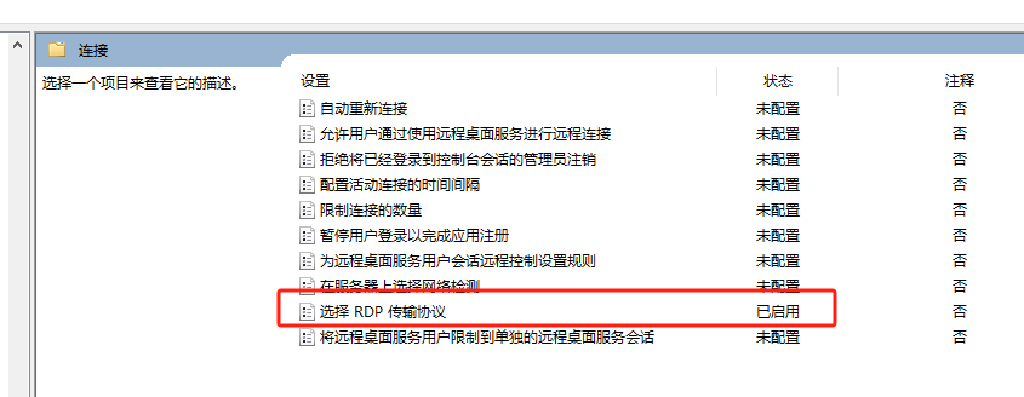 连接
选择一个项目来查看它的描述。
设置 状态 注释
自动重新连接 未配置 否
允许用户通过使用远程桌面服务进行远程连接 未配置 否
拒绝将已经登录到控制台会话的管理员注销 未配置 否
配置活动连接的时间间隔 未配置 否
限制连接的数量 未配置 否
暂停用户登录以完成应用注册 未配置 否
为远程桌面服务用户会话远程控制设置规则 未配置 否
在服务器上选择网络检测 未配置 否
选择 RDP 传输协议 已启用 否
将远程桌面服务用户限制到单独的远程桌面服务会话 未配置 否